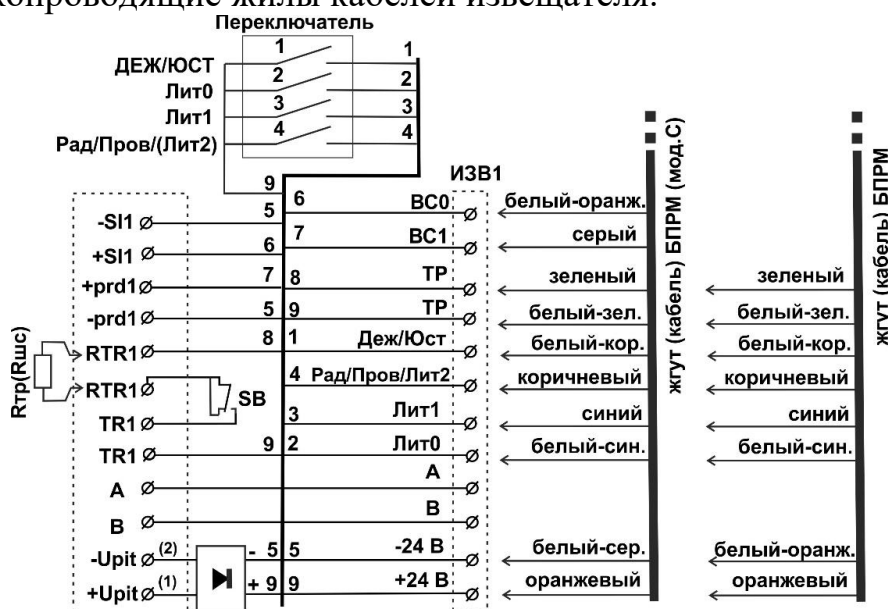 копроводящие жилы кабелей извещателя.
Переключатель
1 1
ДЕЖ/ЮСТ
2 2
Лит0
3 3
Лит1
4 4
Рад/Пров/(Лит2)
ИЗВ1
9
-SI1 5 6 ВС0 белый-оранж.
+SI1 6 7 ВС1 серый
+prd1 7 8 ТР зеленый зеленый
-prd1 5 9 ТР белый-зел. белый-зел.
RTR1 8 1 Деж/Юст белый-кор. белый-кор.
RTR1 4 Рад/Пров/Лит2 коричневый коричневый
SB
TR1 3 Лит1 синий синий
TR1 9 2 Лит0 белый-син. белый-син.
A А
B В
-Upit (2) - 5 5 -24 В белый-сер. белый-оранж.
+Upit (1) + 9 9 +24 В оранжевый оранжевый
Rтр(Rшс)
жгут (кабель) БПРМ (мод.С)
жгут (кабель) БПРМ